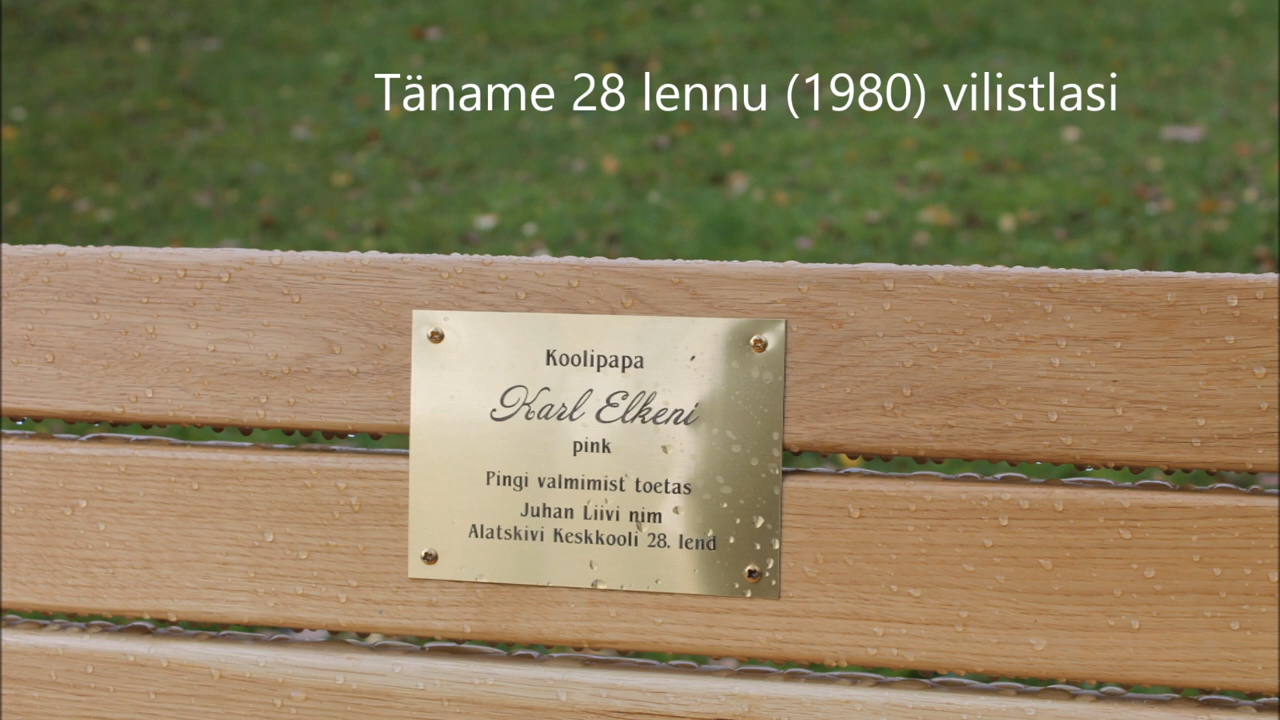 Täname 28 lennu (1980) vilistlasi
Koolipapa
Karl Elkeni
pink
Pingi valmimist toetas
Juhan Liivi nim
Alatskivi Keskkooli 28. lend